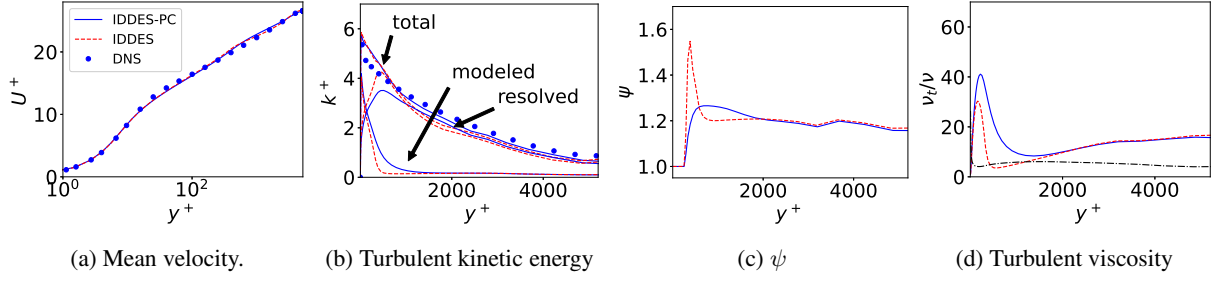 IDDES-PC
IDDES
DNS
20
10
0
10^0
10^2
U^+
y^+
(a) Mean velocity.
6
4
2
0
2000
4000
k^+
y^+
total
modeled
resolved
(b) Turbulent kinetic energy
1.6
1.4
1.2
1.0
2000
4000
ψ
y^+
(c) ψ
60
40
20
0
2000
4000
ν_t/ν
y^+
(d) Turbulent viscosity